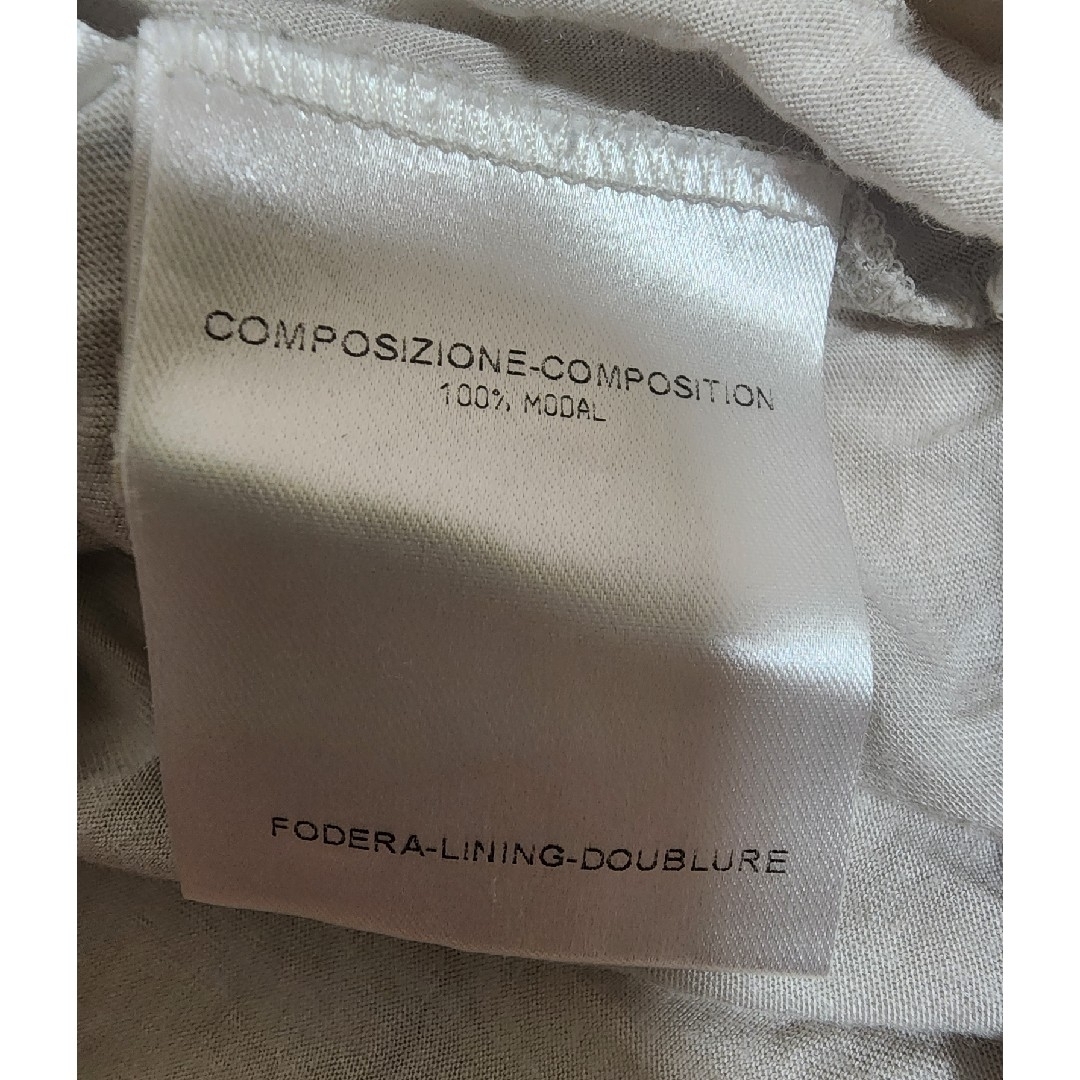 COMPOSIZIONE-COMPOSITION
100% MODAL
FODERA-LINING-DOUBLURE